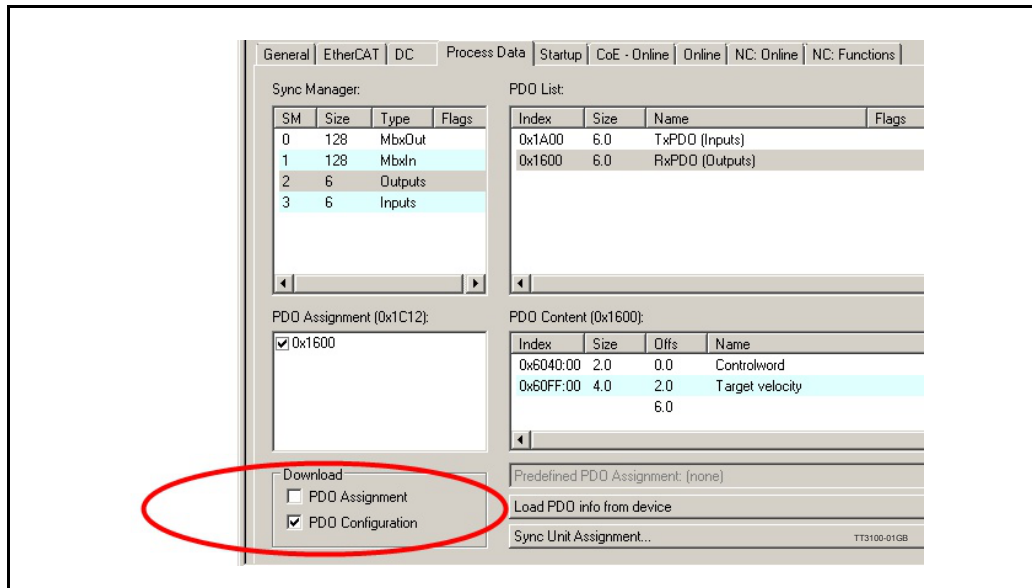 General EtherCAT DC Process Data Startup CoE - Online Online NC: Online NC: Functions
Sync Manager:
SM Size Type Flags
0 128 MbxOut
1 128 MbxIn
2 6 Outputs
3 6 Inputs
PDO List:
Index Size Name Flags
0x1A00 6.0 TxPDO (Inputs)
0x1600 6.0 RxPDO (Outputs)
PDO Assignment (0x1C12):
0x1600
PDO Content (0x1600):
Index Size Offs Name
0x6040:00 2.0 0.0 Controlword
0x60FF:00 4.0 2.0 Target velocity
6.0
Download
PDO Assignment
PDO Configuration
Predefined PDO Assignment: (none)
Load PDO info from device
Sync Unit Assignment...
TT3100-01GB